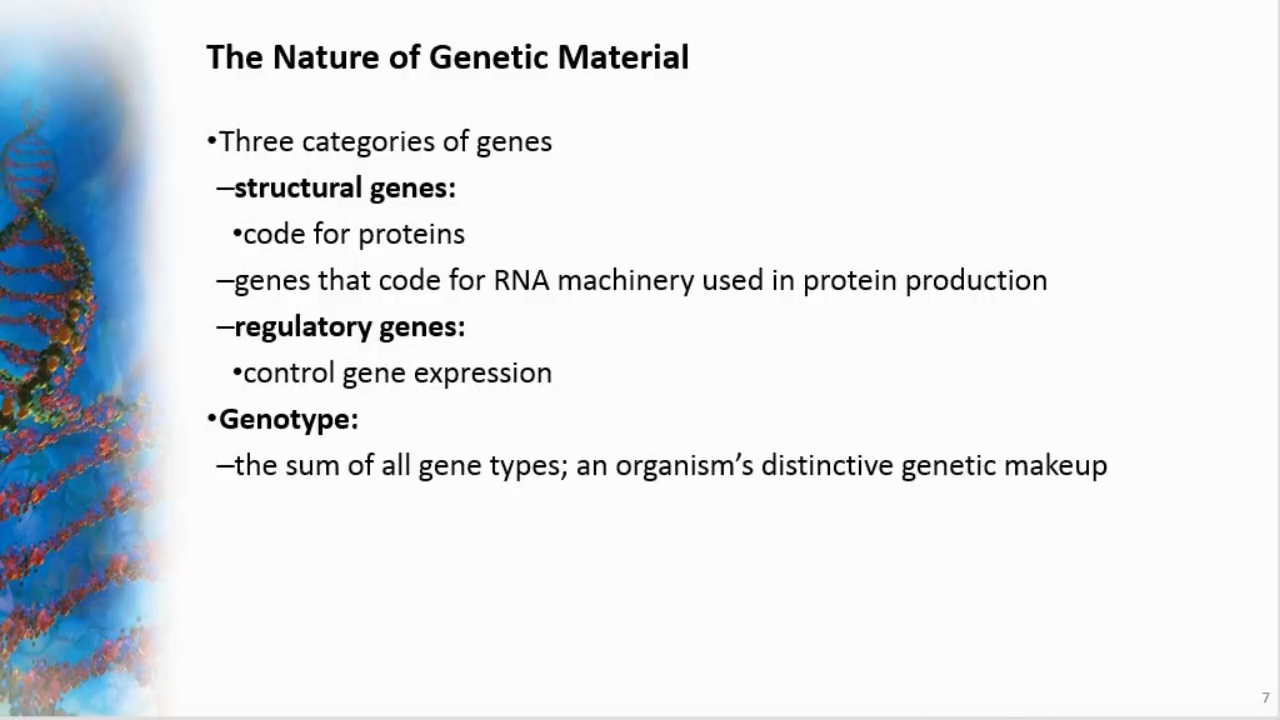 The Nature of Genetic Material
•Three categories of genes
–structural genes:
•code for proteins
–genes that code for RNA machinery used in protein production
–regulatory genes:
•control gene expression
•Genotype:
–the sum of all gene types; an organism’s distinctive genetic makeup
7